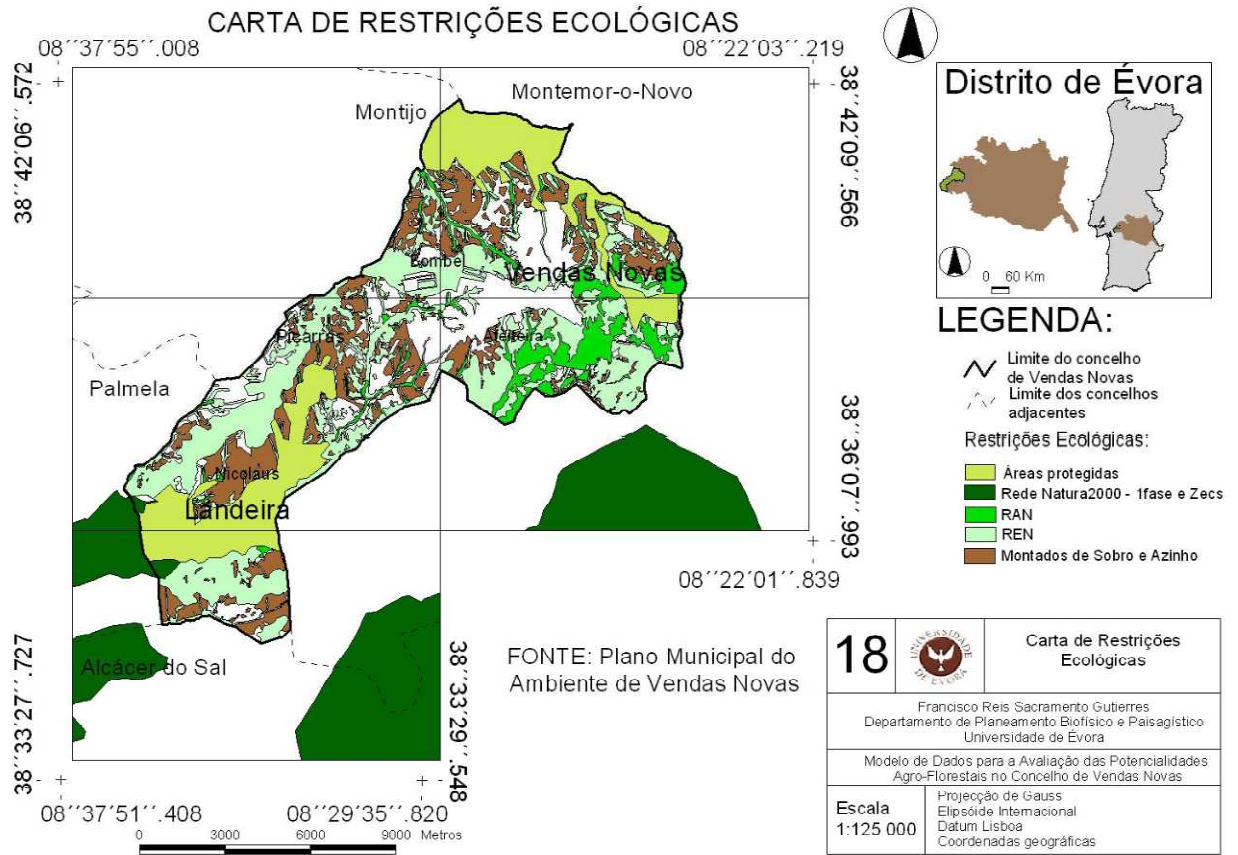 CARTA DE RESTRIÇÕES ECOLÓGICAS
08´´37´55´´.008
08´´22´03´´.219
38´´42´06´´.572
38´´42´09´´.566
Montemor-o-Novo
Montijo
Bombel
Vendas Novas
Piçarras
Afeiteira
Palmela
Nicolaus
Landeira
38´´36´07´´.993
08´´22´01´´.839
Alcácer do Sal
38´´33´27´´.727
38´´33´29´´.548
08´´37´51´´.408
08´´29´35´´.820
0 3000 6000 9000 Metros
FONTE: Plano Municipal do
Ambiente de Vendas Novas
Distrito de Évora
0 60 Km
LEGENDA:
Limite do concelho
de Vendas Novas
Limite dos concelhos
adjacentes
Restrições Ecológicas:
Áreas protegidas
Rede Natura2000 - 1fase e Zecs
RAN
REN
Montados de Sobro e Azinho
18
UNIVERSIDADE
DE ÉVORA
Carta de Restrições
Ecológicas
Francisco Reis Sacramento Gutierres
Departamento de Planeamento Biofísico e Paisagístico
Universidade de Évora
Modelo de Dados para a Avaliação das Potencialidades
Agro-Florestais no Concelho de Vendas Novas
Escala
1:125 000
Projecção de Gauss
Elipsóide Internacional
Datum Lisboa
Coordenadas geográficas